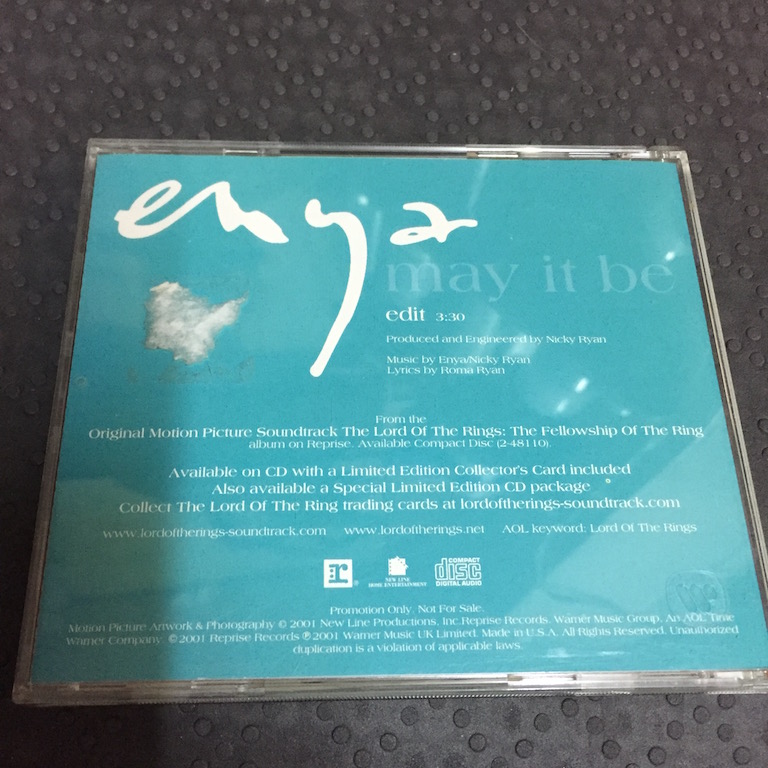 enya
may it be
edit 3:30
Produced and Engineered by Nicky Ryan
Music by Enya/Nicky Ryan
Lyrics by Roma Ryan
From the
Original Motion Picture Soundtrack The Lord Of The Rings: The Fellowship Of The Ring
album on Reprise. Available Compact Disc (2-48110).
Available on CD with a Limited Edition Collector's Card included
Also available a Special Limited Edition CD package
Collect The Lord Of The Ring trading cards at lordoftherings-soundtrack.com
www.lordoftherings-soundtrack.com www.lordoftherings.net AOL keyword: Lord Of The Rings
r
NEW LINE
HOME ENTERTAINMENT
COMPACT
disc
DIGITAL AUDIO
Promotion Only. Not For Sale.
Motion Picture Artwork & Photography © 2001 New Line Productions, Inc.Reprise Records. Warner Music Group, An AOL Time
Warner Company. © 2001 Reprise Records ℗ 2001 Warner Music UK Limited. Made in U.S.A. All Rights Reserved. Unauthorized
duplication is a violation of applicable laws.